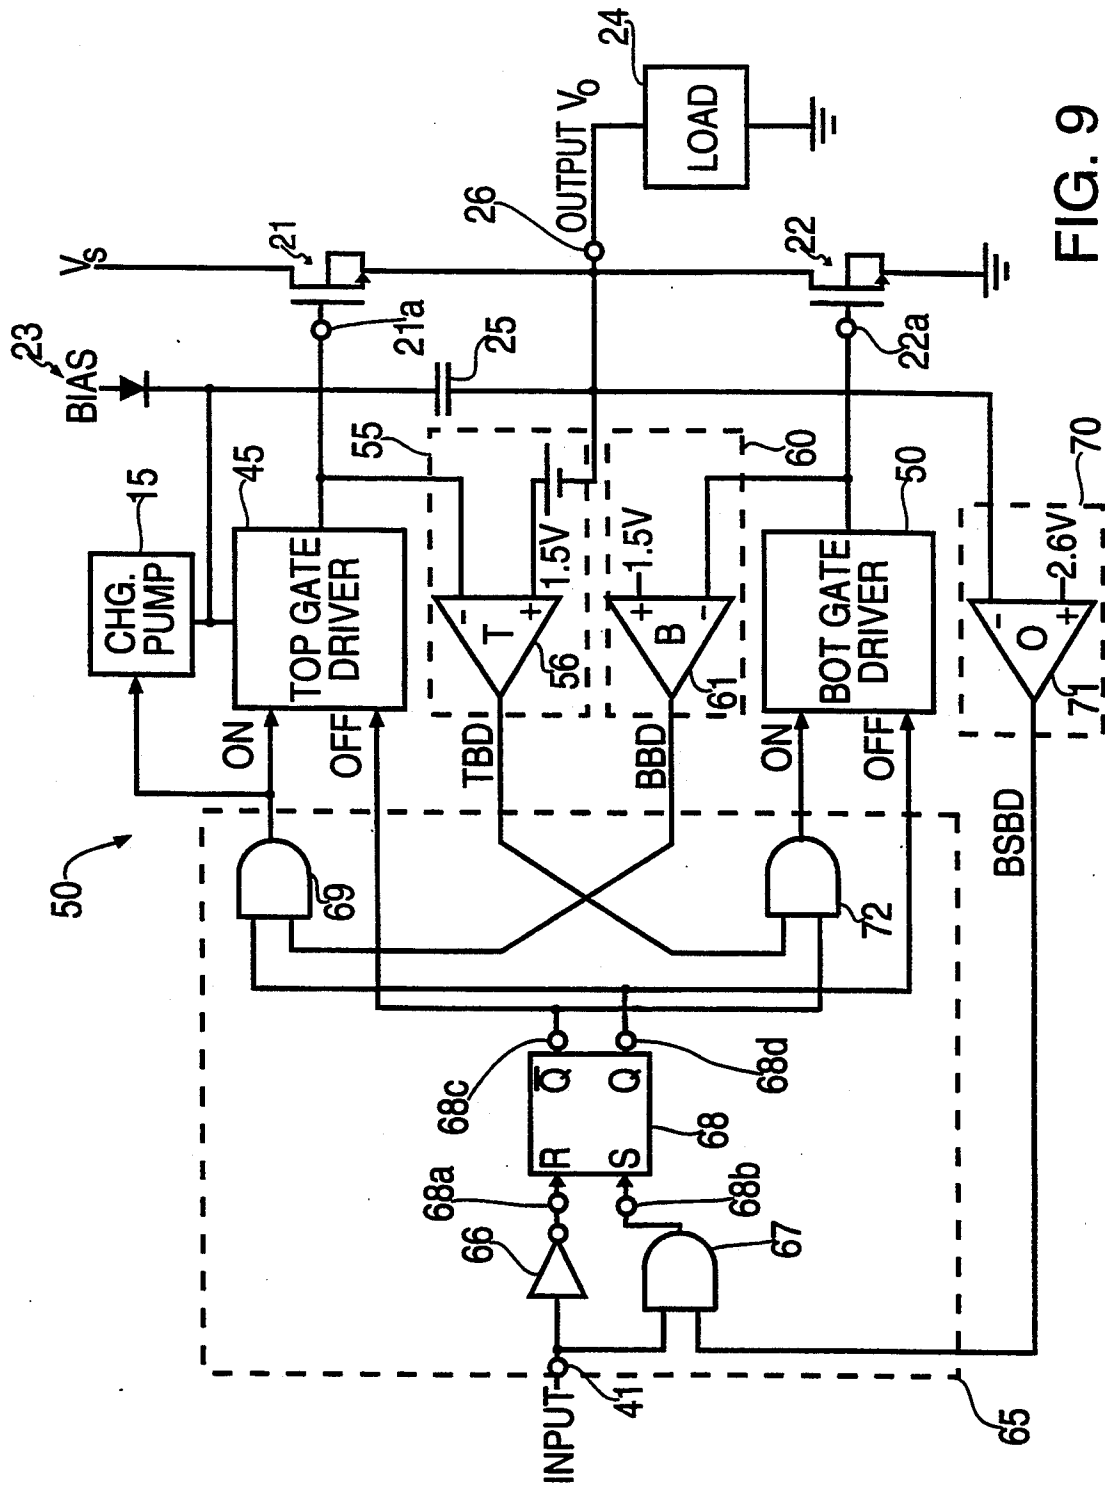 50
CHG.
PUMP
15
BIAS
23
VS
ON
OFF
TOP GATE
DRIVER
45
21a
21
25
55
TBD
T
-
+
56
1.5V
26
OUTPUT VO
24
LOAD
BBD
B
+
-
61
1.5V
60
ON
OFF
BOT GATE
DRIVER
50
22a
22
BSBD
O
-
+
71
2.6V
70
69
72
INPUT
41
66
67
68a
68b
R
S
Q̅
Q
68
68c
68d
65
FIG. 9